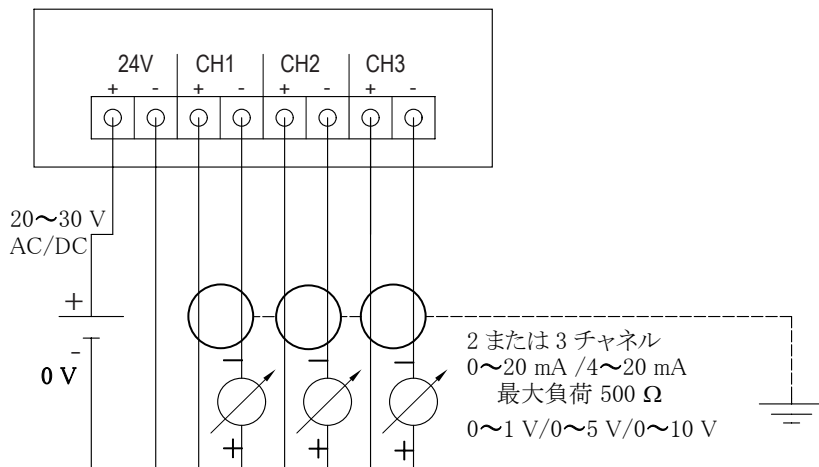 24V CH1 CH2 CH3
+ - + - + - + -
20～30 V
AC/DC
+
-
0 V
2 または 3 チャネル
0～20 mA /4～20 mA
最大負荷 500 Ω
0～1 V/0～5 V/0～10 V
− − −
+ + +